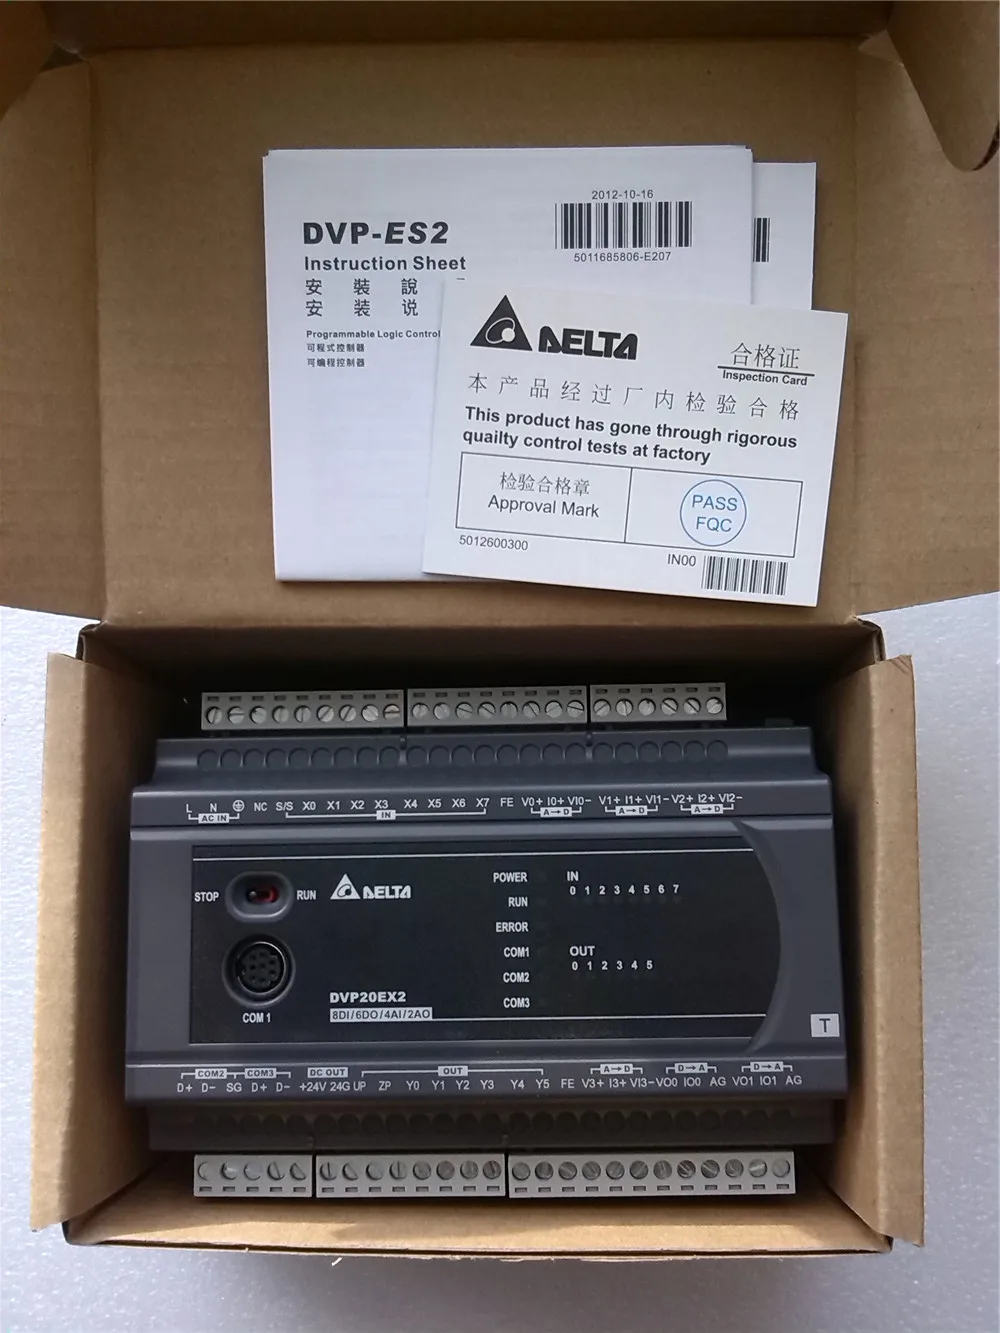 2012-10-16
DVP-ES2
5011685806-E207
Instruction Sheet
安 裝 說
安 装 说
Programmable Logic Control
可程式控制器
可编程控制器
DELTA
合格证
Inspection Card
本产品经过厂内检验合格
This product has gone through rigorous
quailty control tests at factory
检验合格章
Approval Mark
PASS
FQC
5012600300
IN00
L N NC S/S X0 X1 X2 X3 X4 X5 X6 X7 FE V0+ I0+ VI0- V1+ I1+ VI1- V2+ I2+ VI2-
AC IN IN A→D A→D A→D
STOP RUN DELTA
POWER IN
0 1 2 3 4 5 6 7
RUN
ERROR
COM1 OUT
0 1 2 3 4 5
COM2
DVP20EX2
COM3
8DI/6DO/4AI/2AO
COM 1
T
COM2 COM3 DC OUT OUT A→D D→A D→A
D+ D- SG D+ D- +24V 24G UP ZP Y0 Y1 Y2 Y3 Y4 Y5 FE V3+ I3+ VI3- VO0 IO0 AG VO1 IO1 AG